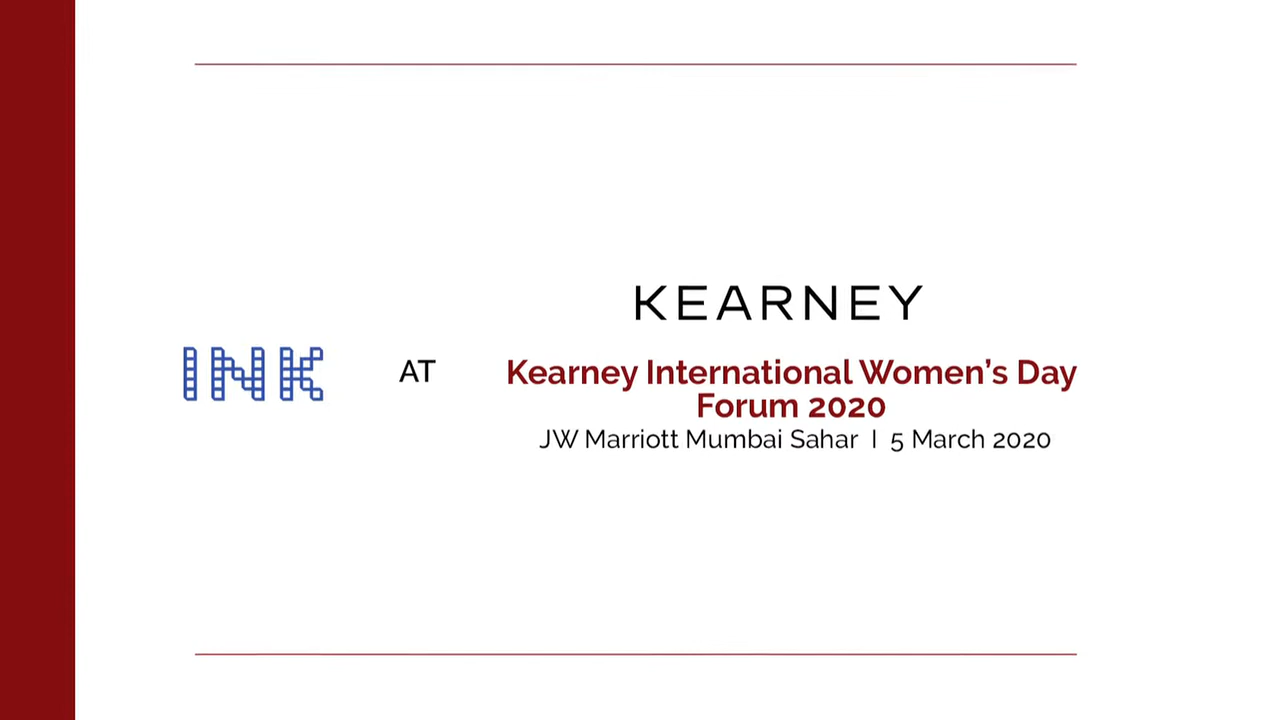 KEARNEY
INK AT Kearney International Women's Day
Forum 2020
JW Marriott Mumbai Sahar I 5 March 2020